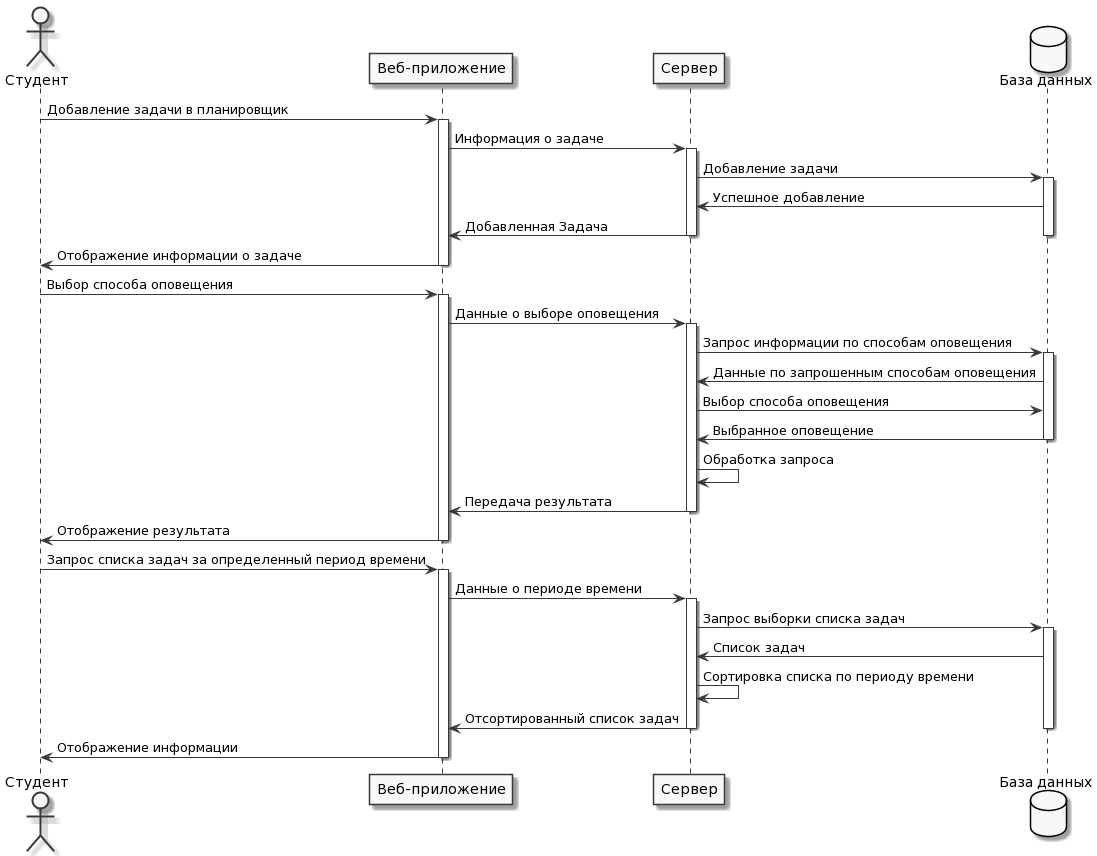 Студент
Веб-приложение
Сервер
База данных
Добавление задачи в планировщик
Информация о задаче
Добавление задачи
Успешное добавление
Добавленная Задача
Отображение информации о задаче
Выбор способа оповещения
Данные о выборе оповещения
Запрос информации по способам оповещения
Данные по запрошенным способам оповещения
Выбор способа оповещения
Выбранное оповещение
Обработка запроса
Передача результата
Отображение результата
Запрос списка задач за определенный период времени
Данные о периоде времени
Запрос выборки списка задач
Список задач
Сортировка списка по периоду времени
Отсортированный список задач
Отображение информации
Студент
Веб-приложение
Сервер
База данных